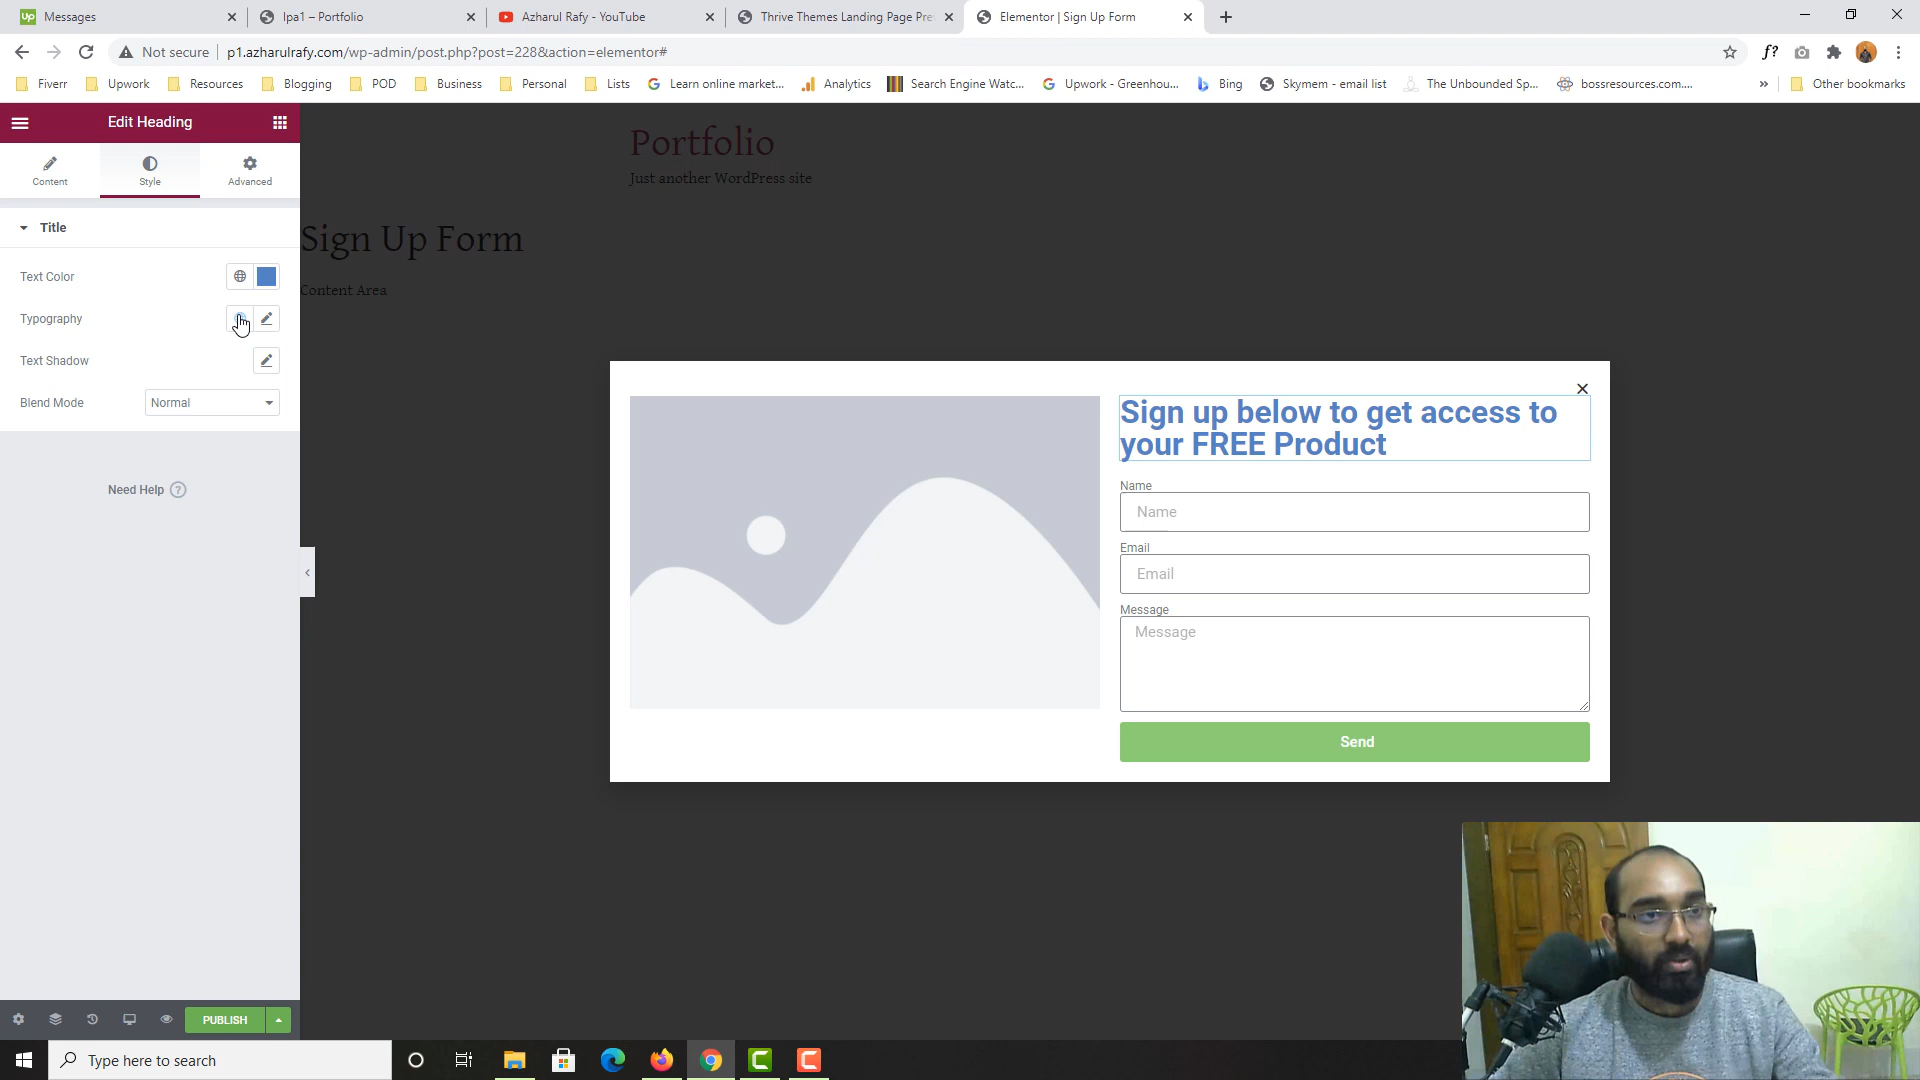 Up Messages
lpa1 – Portfolio
Azharul Rafy - YouTube
Thrive Themes Landing Page Pre
Elementor | Sign Up Form
Not secure
p1.azharulrafy.com/wp-admin/post.php?post=228&action=elementor#
f?
Fiverr
Upwork
Resources
Blogging
POD
Business
Personal
Lists
Learn online market...
Analytics
Search Engine Watc...
Upwork - Greenhou...
Bing
Skymem - email list
The Unbounded Sp...
bossresources.com....
»
Other bookmarks
Edit Heading
Content
Style
Advanced
Title
Text Color
Typography
Text Shadow
Blend Mode
Normal
Need Help ?
PUBLISH
Portfolio
Just another WordPress site
Sign Up Form
Content Area
Sign up below to get access to
your FREE Product
Name
Name
Email
Email
Message
Message
Send
Type here to search